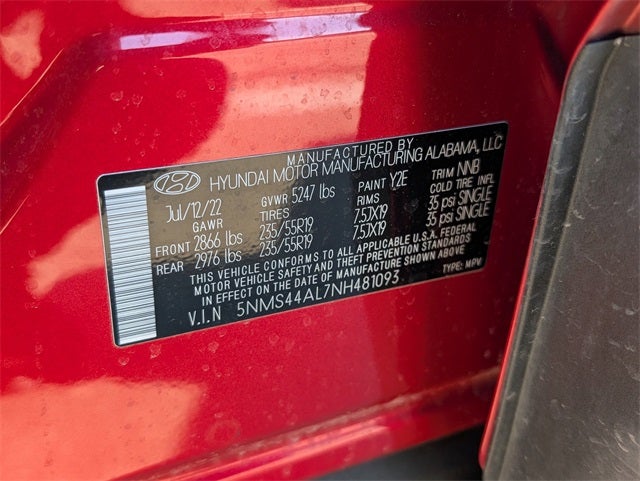 MANUFACTURED BY
HYUNDAI MOTOR MANUFACTURING ALABAMA, LLC
Jul/12/22 GVWR 5247 lbs PAINT Y2E TRIM NNB
GAWR TIRES RIMS COLD TIRE INFL
FRONT 2866 lbs 235/55R19 7.5JX19 35 psi SINGLE
REAR 2976 lbs 235/55R19 7.5JX19 35 psi SINGLE
THIS VEHICLE CONFORMS TO ALL APPLICABLE U.S.A. FEDERAL
MOTOR VEHICLE SAFETY AND THEFT PREVENTION STANDARDS
IN EFFECT ON THE DATE OF MANUFACTURE SHOWN ABOVE.
V.I.N 5NMS44AL7NH481093 TYPE: MPV